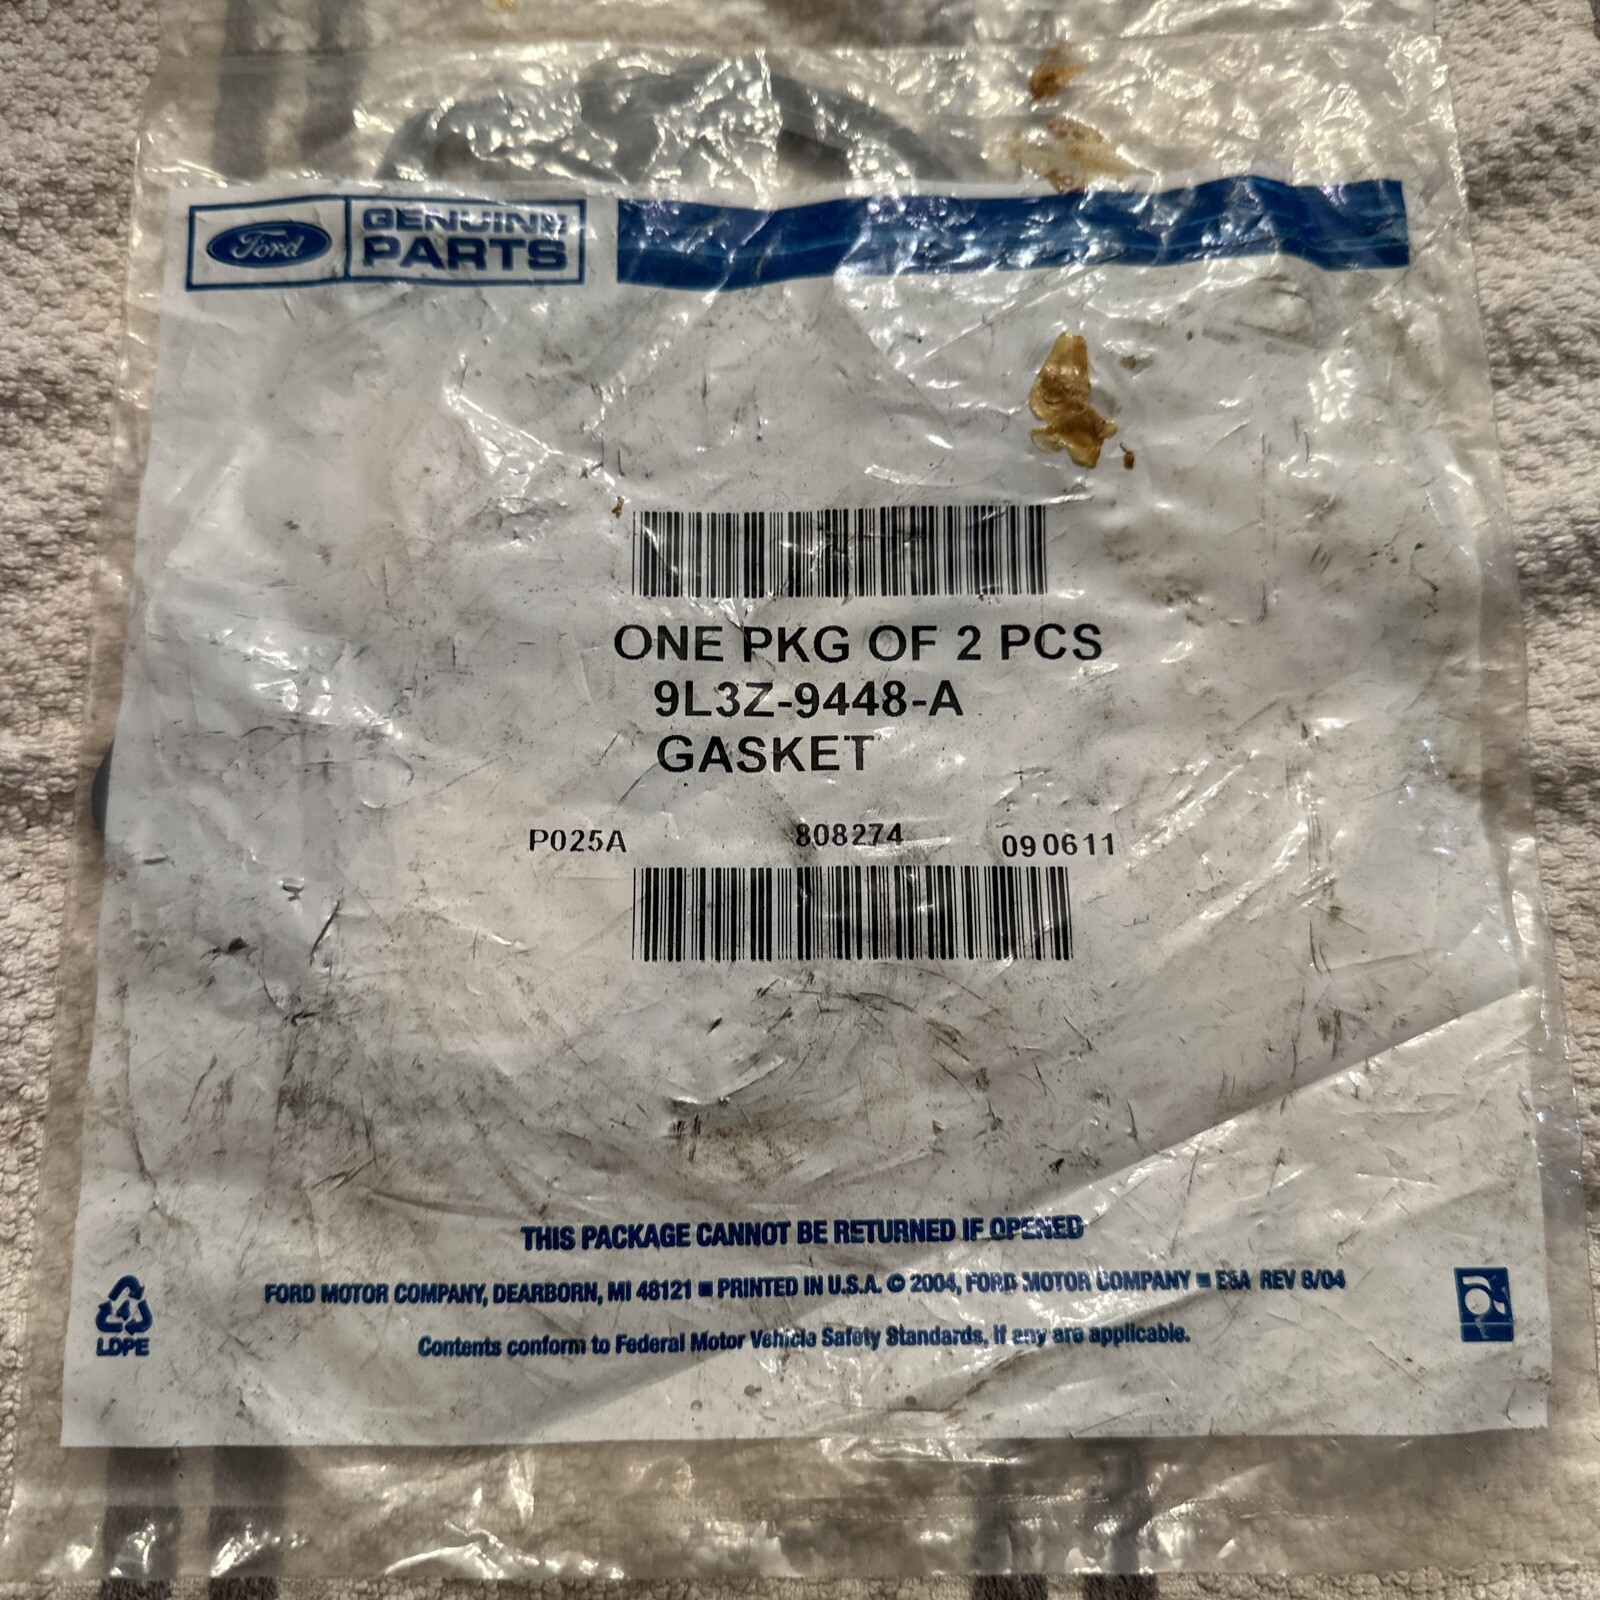 Ford
GENUINE
PARTS
ONE PKG OF 2 PCS
9L3Z-9448-A
GASKET
P025A 808274 090611
THIS PACKAGE CANNOT BE RETURNED IF OPENED
FORD MOTOR COMPANY, DEARBORN, MI 48121 ■ PRINTED IN U.S.A. © 2004, FORD MOTOR COMPANY ■ E&A REV 8/04
4
LDPE
Contents conform to Federal Motor Vehicle Safety Standards, if any are applicable.